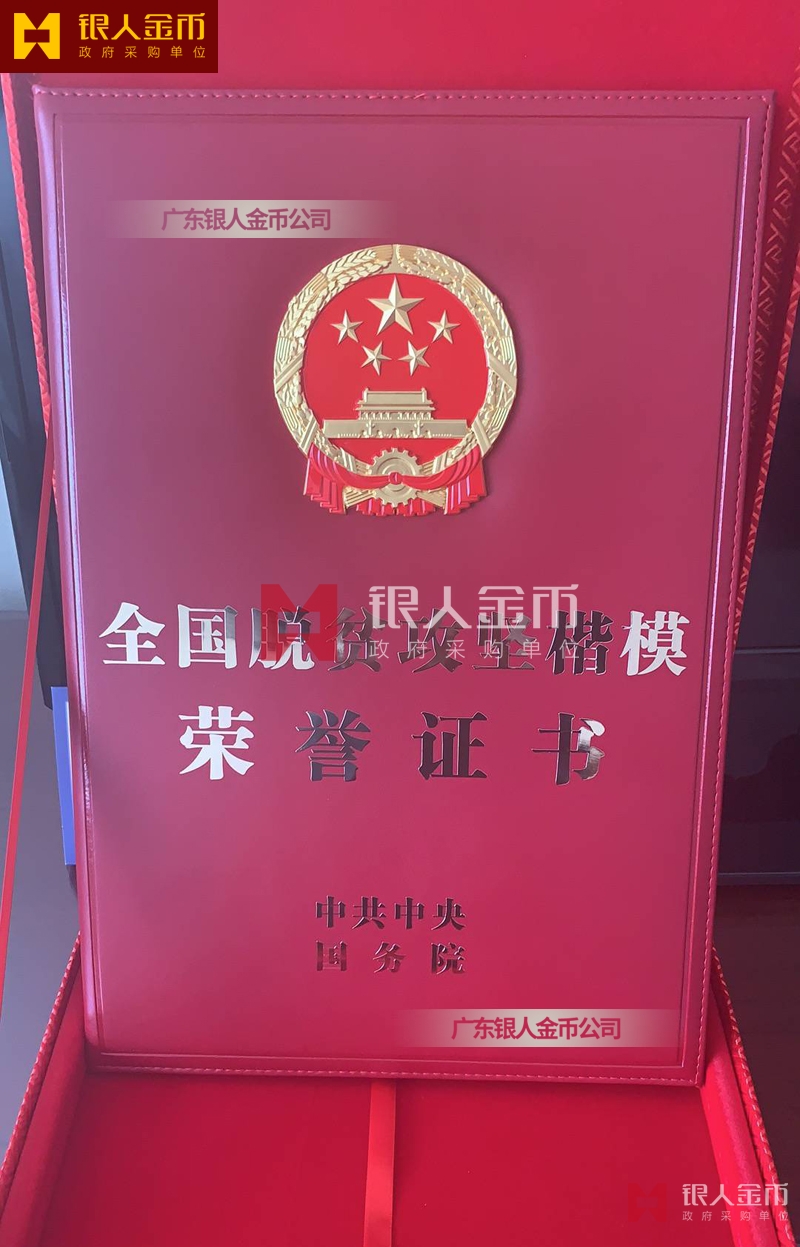 银人金币
政府采购单位
广东银人金币公司
银人金币
全国脱贫攻坚楷模
政府采购单位
荣誉证书
中共中央
国务院
广东银人金币公司
银人金币
政府采购单位